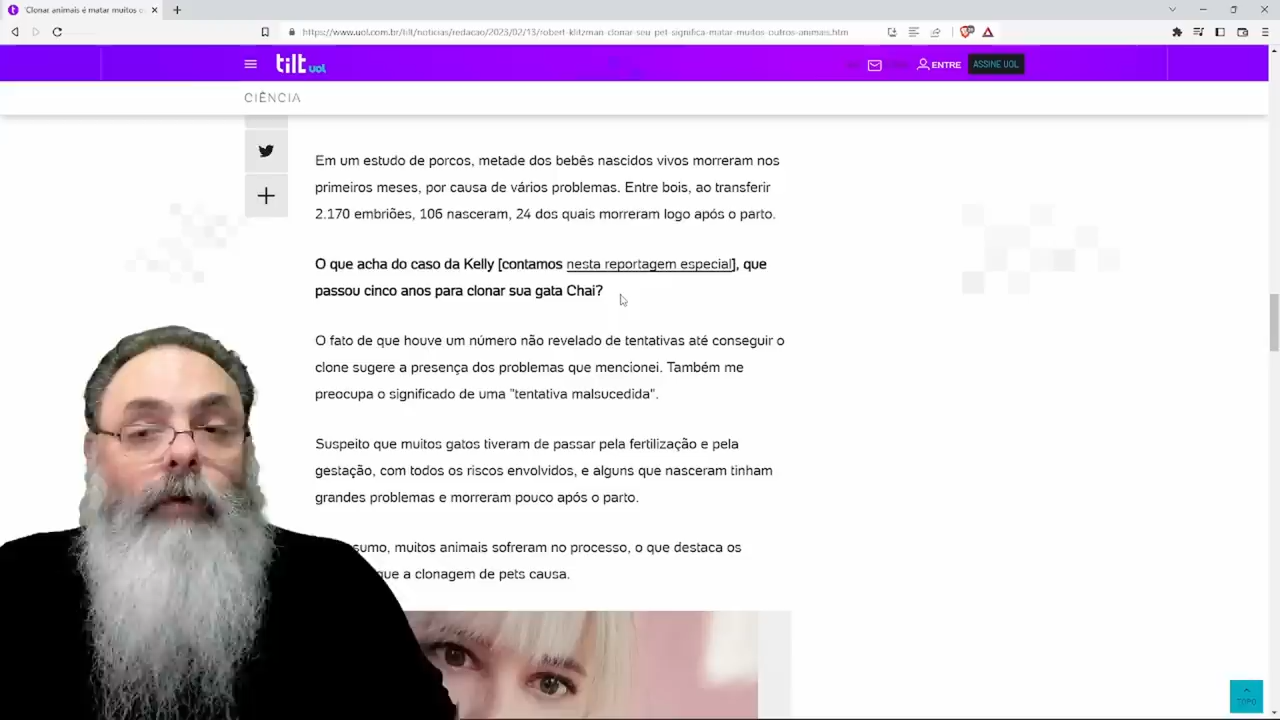 'Clonar animais é matar muitos o
https://www.uol.com.br/tilt/noticias/redacao/2023/02/13/robert-klitzman-clonar-seu-pet-significa-matar-muitos-outros-animais.htm
tilt uol
ENTRE
ASSINE UOL
CIÊNCIA
Em um estudo de porcos, metade dos bebês nascidos vivos morreram nos
primeiros meses, por causa de vários problemas. Entre bois, ao transferir
2.170 embriões, 106 nasceram, 24 dos quais morreram logo após o parto.
O que acha do caso da Kelly [contamos nesta reportagem especial], que
passou cinco anos para clonar sua gata Chai?
O fato de que houve um número não revelado de tentativas até conseguir o
clone sugere a presença dos problemas que mencionei. Também me
preocupa o significado de uma "tentativa malsucedida".
Suspeito que muitos gatos tiveram de passar pela fertilização e pela
gestação, com todos os riscos envolvidos, e alguns que nasceram tinham
grandes problemas e morreram pouco após o parto.
sumo, muitos animais sofreram no processo, o que destaca os
que a clonagem de pets causa.
TOPO